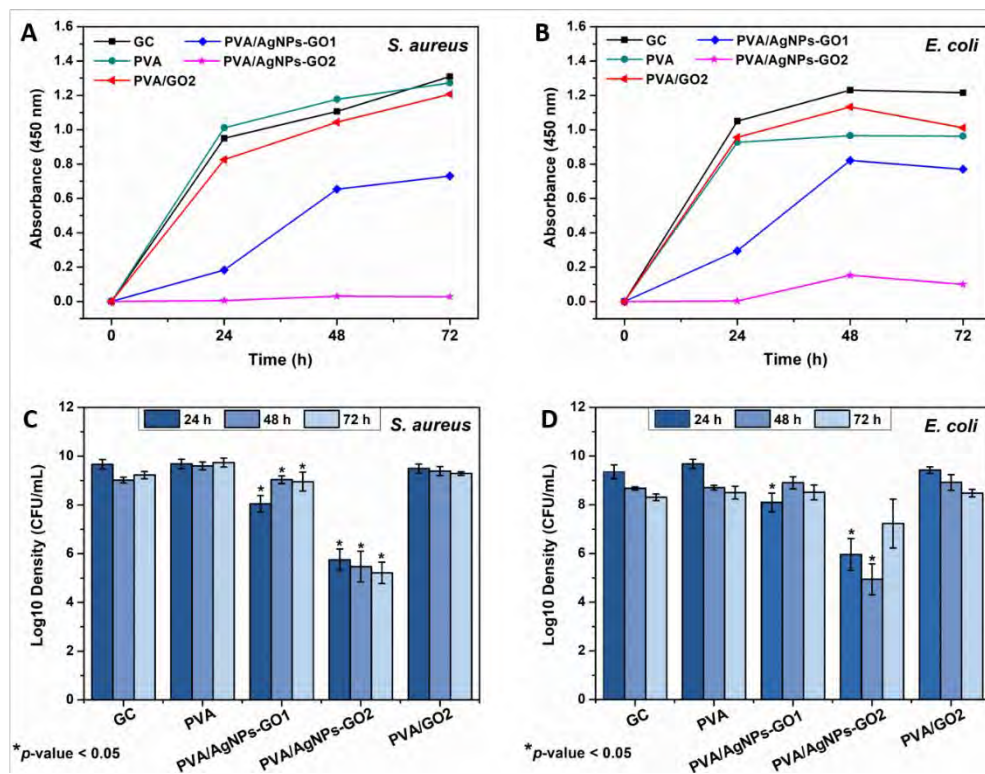 A
GC
PVA
PVA/GO2
PVA/AgNPs-GO1
PVA/AgNPs-GO2
S. aureus
Absorbance (450 nm)
1.6
1.4
1.2
1.0
0.8
0.6
0.4
0.2
0.0
0 24 48 72
Time (h)
B
GC
PVA
PVA/GO2
PVA/AgNPs-GO1
PVA/AgNPs-GO2
E. coli
Absorbance (450 nm)
1.6
1.4
1.2
1.0
0.8
0.6
0.4
0.2
0.0
0 24 48 72
Time (h)
C
24 h 48 h 72 h
S. aureus
Log10 Density (CFU/mL)
12
10
8
6
4
2
0
* * *
* * *
GC PVA PVA/AgNPs-GO1 PVA/AgNPs-GO2 PVA/GO2
*p-value < 0.05
D
24 h 48 h 72 h
E. coli
Log10 Density (CFU/mL)
12
10
8
6
4
2
0
*
* *
GC PVA PVA/AgNPs-GO1 PVA/AgNPs-GO2 PVA/GO2
*p-value < 0.05